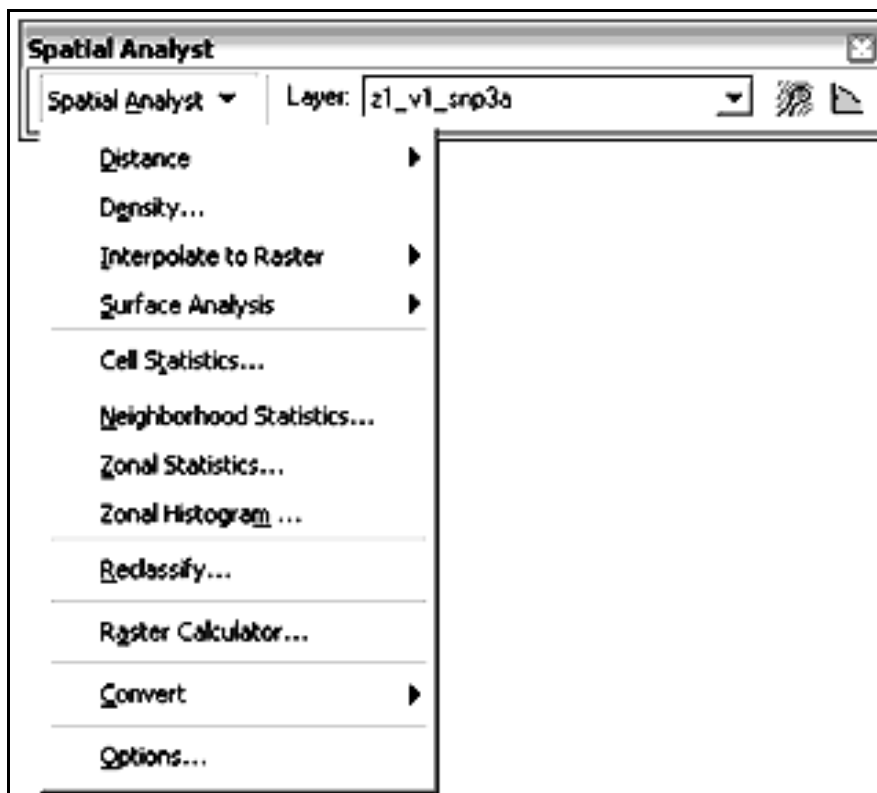 Spatial Analyst
Spatial Analyst Layer: z1_v1_snp3a
Distance
Density...
Interpolate to Raster
Surface Analysis
Cell Statistics...
Neighborhood Statistics...
Zonal Statistics...
Zonal Histogram ...
Reclassify...
Raster Calculator...
Convert
Options...